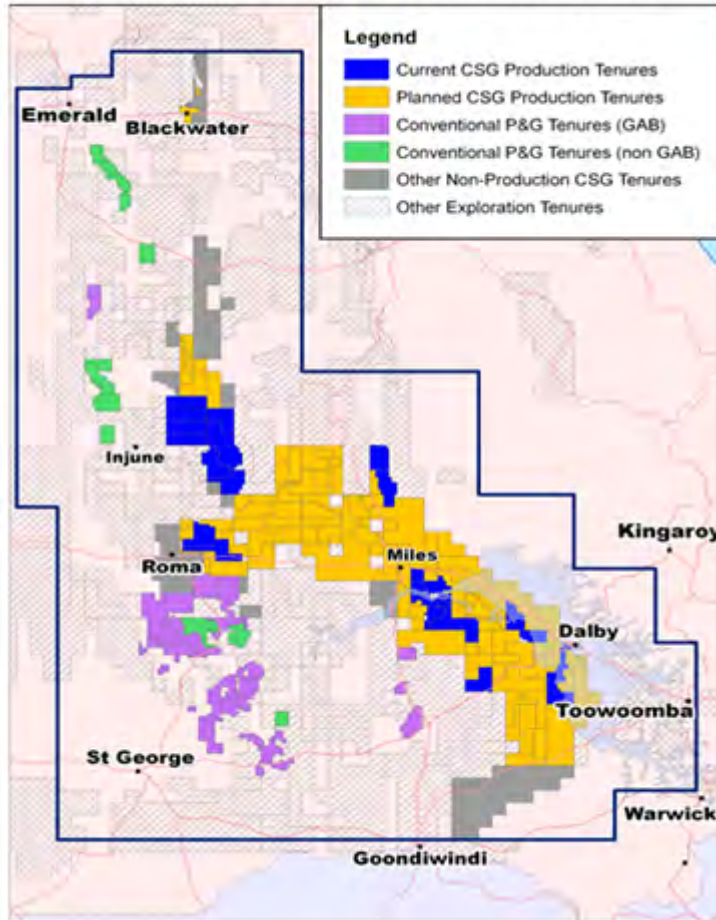 Legend
Current CSG Production Tenures
Planned CSG Production Tenures
Conventional P&G Tenures (GAB)
Conventional P&G Tenures (non GAB)
Other Non-Production CSG Tenures
Other Exploration Tenures
Emerald
Blackwater
Injune
Roma
Miles
Kingaroy
Dalby
Toowoomba
St George
Warwick
Goondiwindi